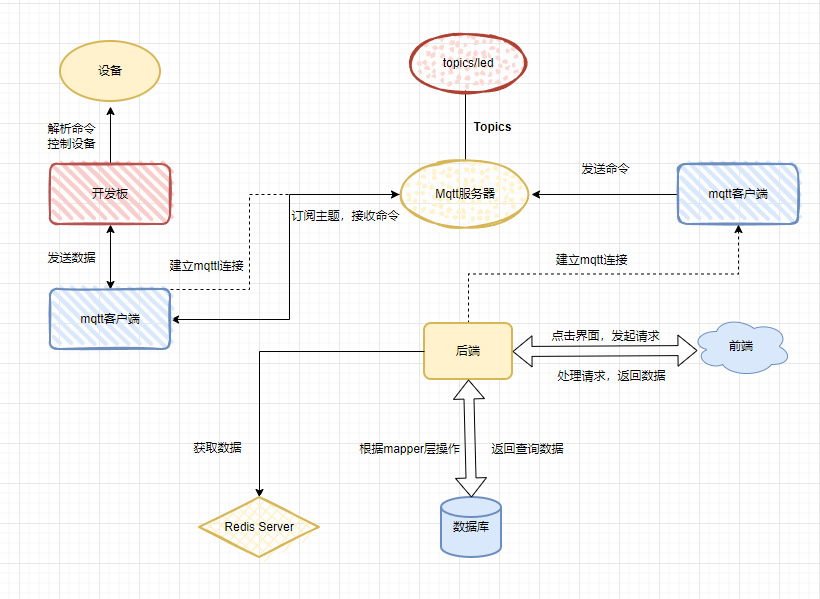 设备
topics/led
解析命令
控制设备
Topics
开发板
Mqtt服务器
发送命令
mqtt客户端
订阅主题，接收命令
发送数据
建立mqttl连接
建立mqtt连接
mqtt客户端
后端
点击界面，发起请求
前端
处理请求，返回数据
获取数据
根据mapper层操作
返回查询数据
Redis Server
数据库